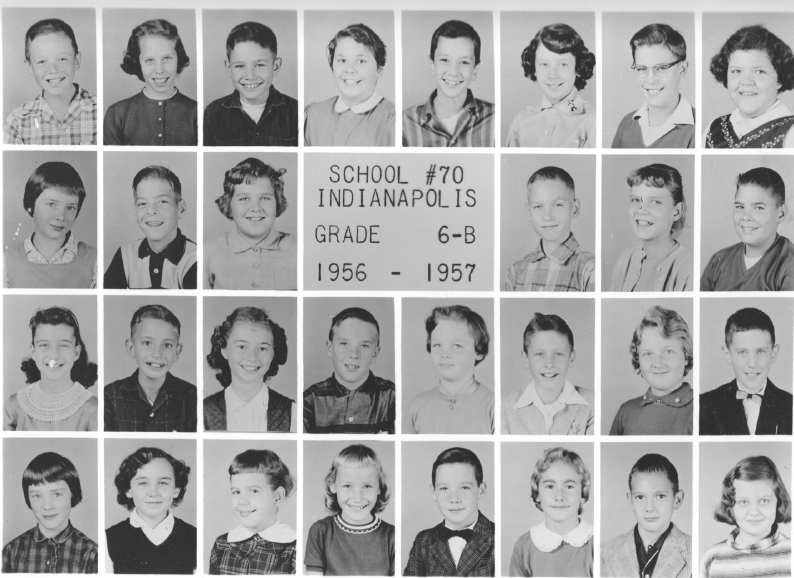 SCHOOL #70
INDIANAPOLIS
GRADE 6-B
1956 - 1957